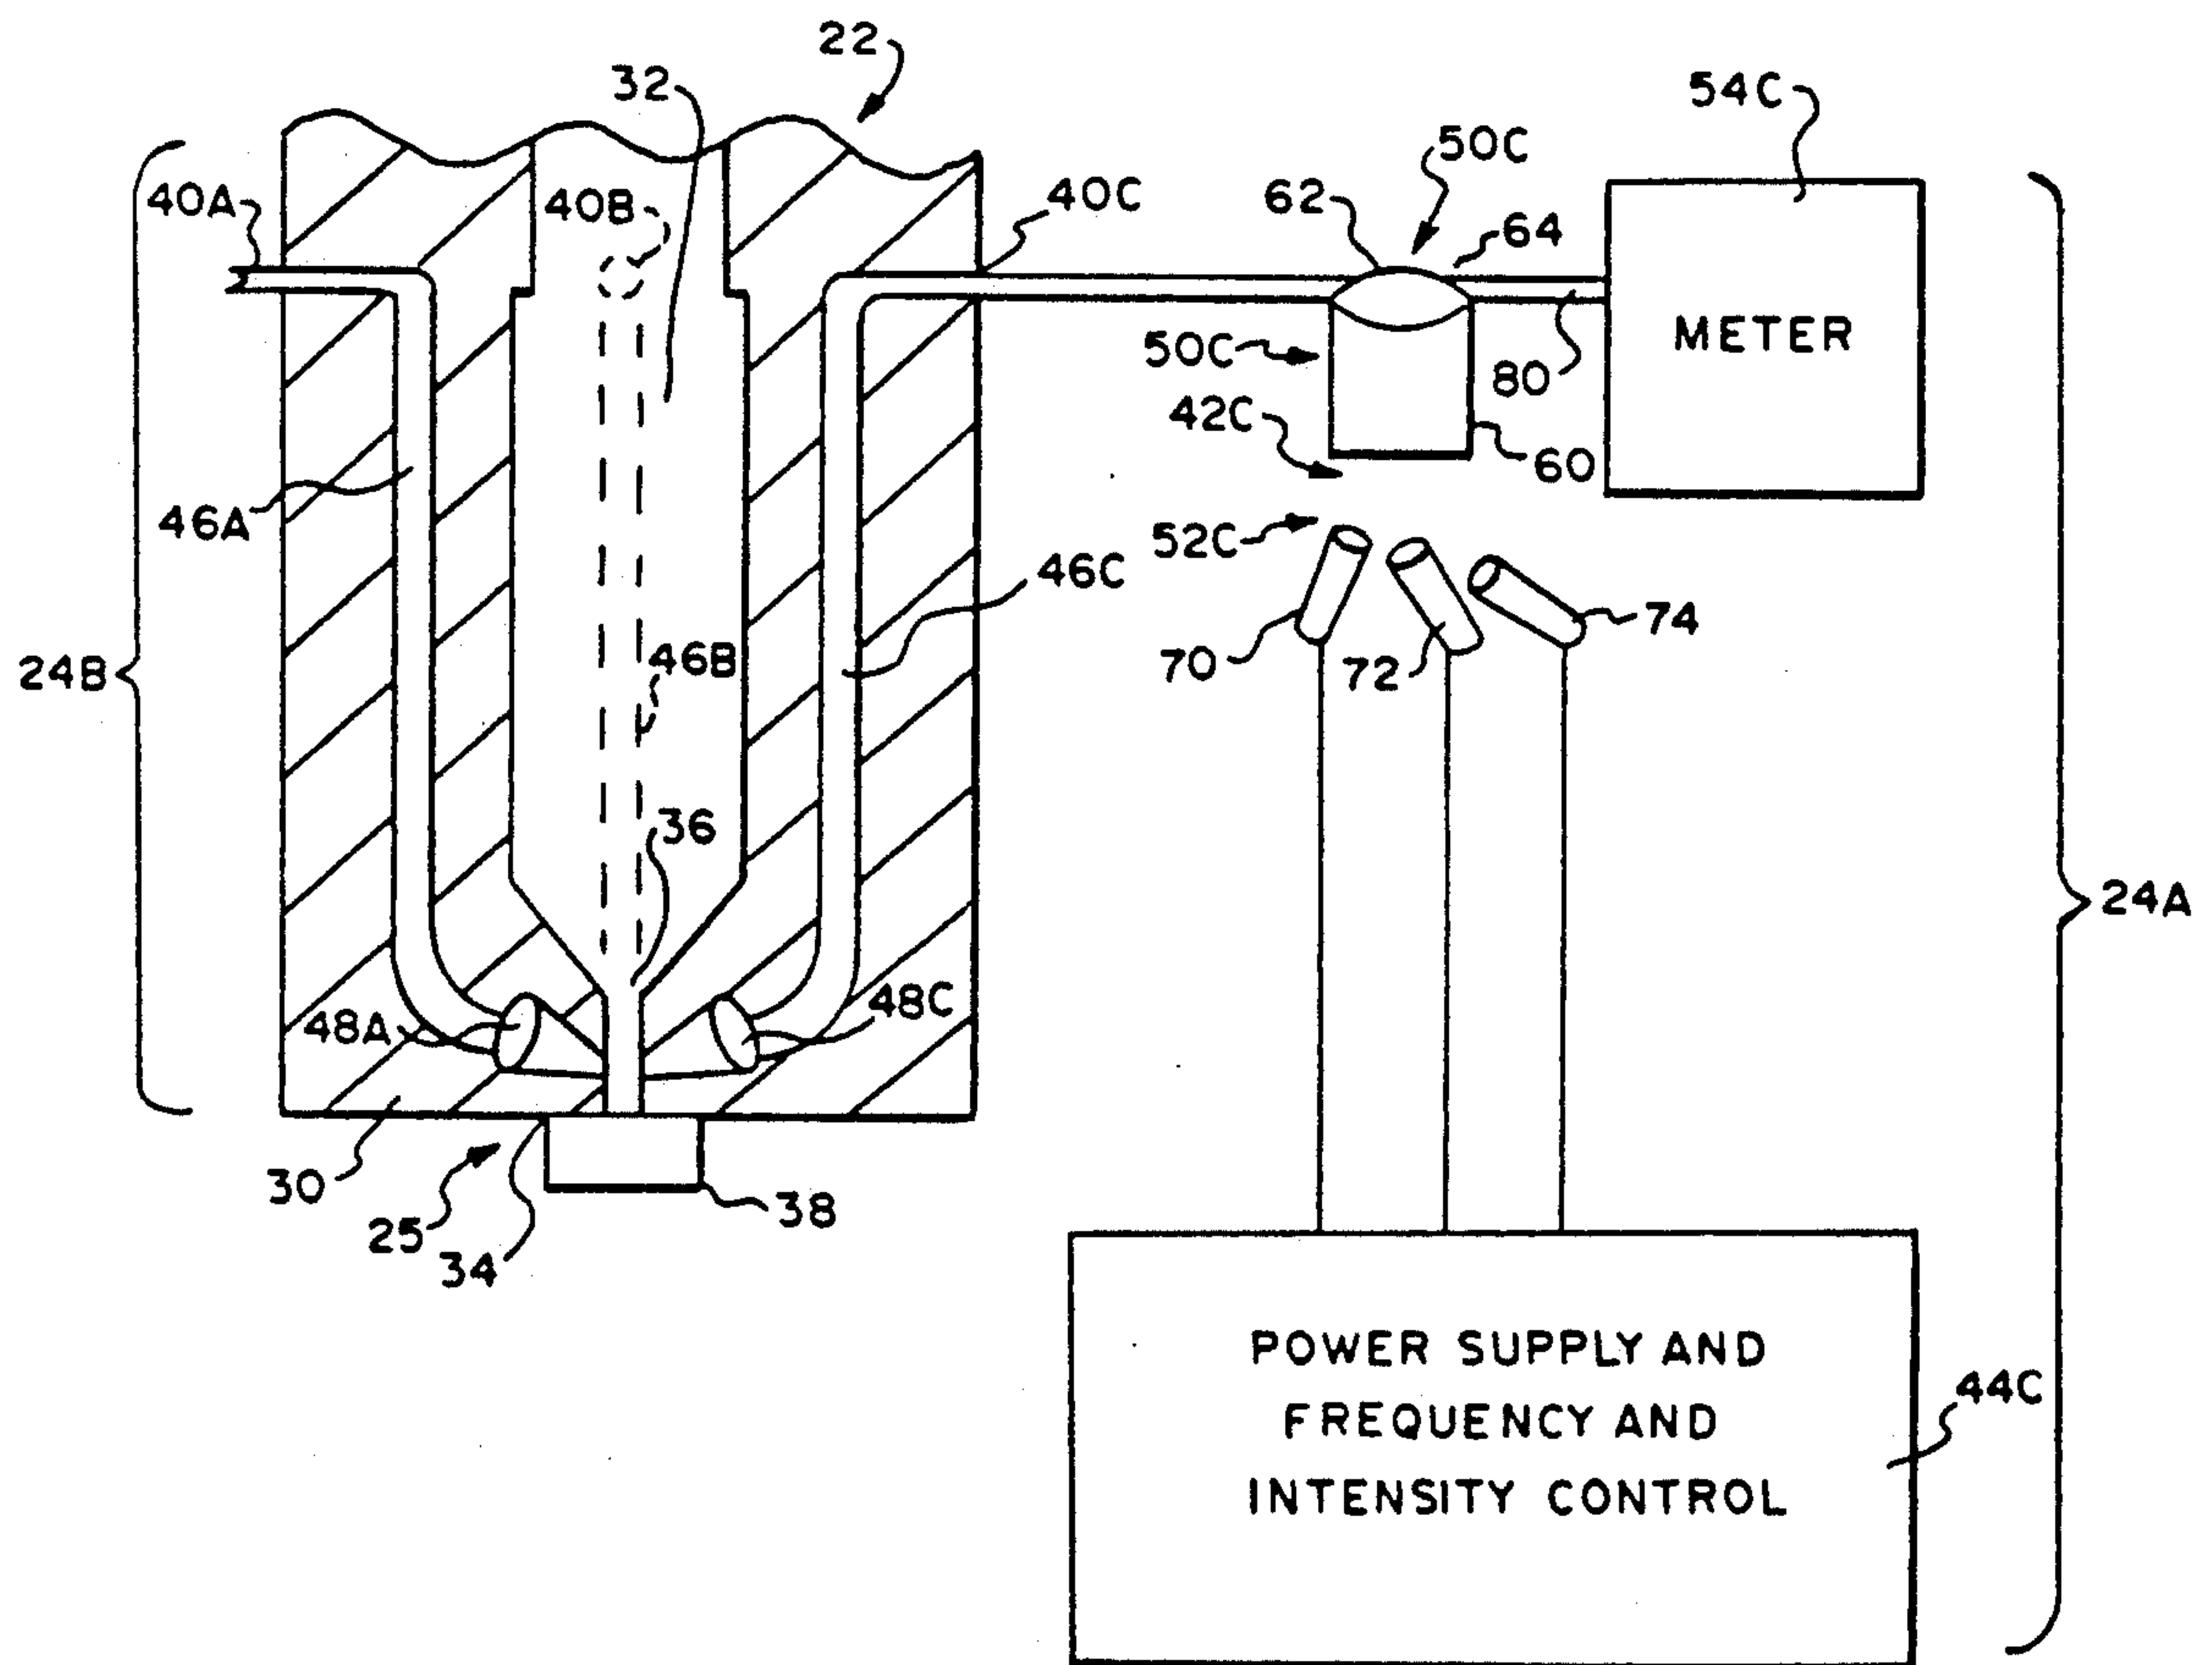 22
32
54C
50C
40A
40B
40C
62
64
METER
50C
80
42C
60
46A
52C
46C
74
24B
46B
70
72
36
24A
48A
48C
30
38
25
34
POWER SUPPLY AND
FREQUENCY AND
INTENSITY CONTROL
44C